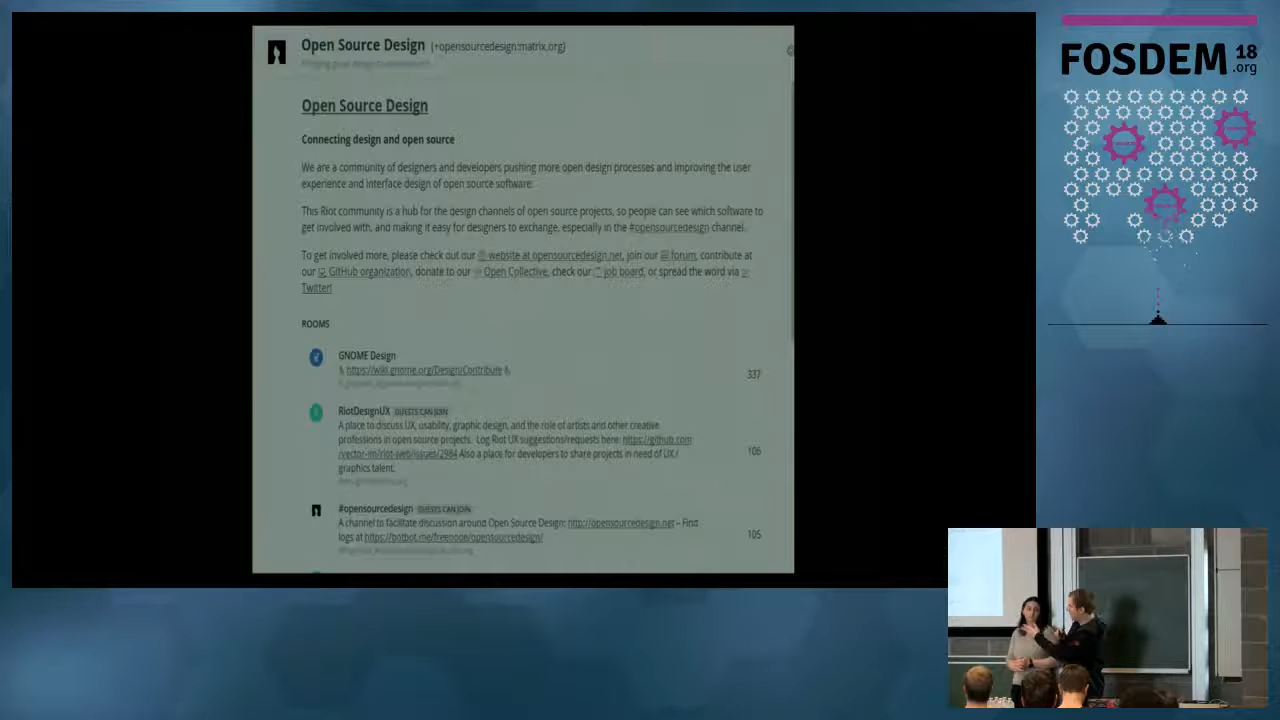 Open Source Design (+opensourcedesign:matrix.org)
Open Source Design
Connecting design and open source
We are a community of designers and developers pushing more open design processes and improving the user
experience and interface design of open source software.
This Riot community is a hub for the design channels of open source projects, so people can see which software to
get involved with, and making it easy for designers to exchange, especially in the #opensourcedesign channel.
To get involved more, please check out our website at opensourcedesign.net, join our forum, contribute at
our GitHub organization, donate to our Open Collective, check our job board, or spread the word via
Twitter!
ROOMS
GNOME Design
https://wiki.gnome.org/Design/Contribute
337
RiotDesignUX GUESTS CAN JOIN
A place to discuss UX, usability, graphic design, and the role of artists and other creative
professions in open source projects. Log Riot UX suggestions/requests here: https://github.com
/vector-im/riot-web/issues/2984 Also a place for developers to share projects in need of UX /
graphics talent.
106
#opensourcedesign GUESTS CAN JOIN
A channel to facilitate discussion around Open Source Design: http://opensourcedesign.net – Find
logs at https://botbot.me/freenode/opensourcedesign/
105
FOSDEM 18
.org